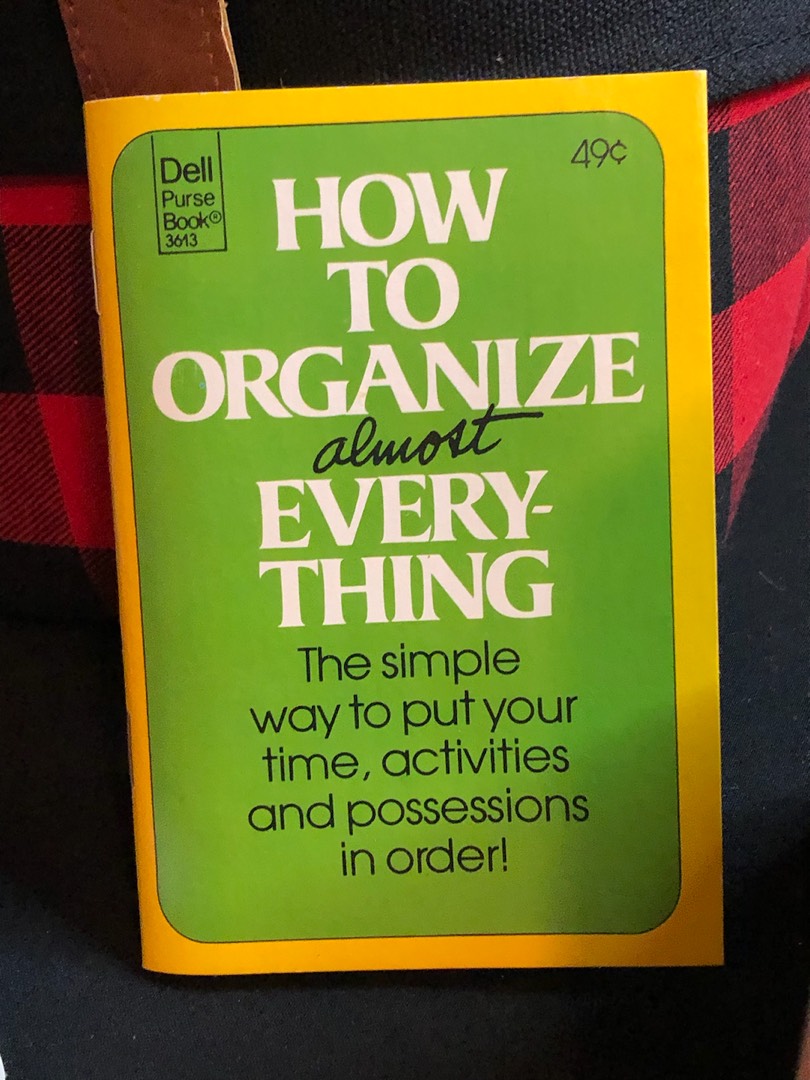 Dell
Purse
Book®
3613
49¢
HOW
TO
ORGANIZE
almost
EVERY-
THING
The simple
way to put your
time, activities
and possessions
in order!